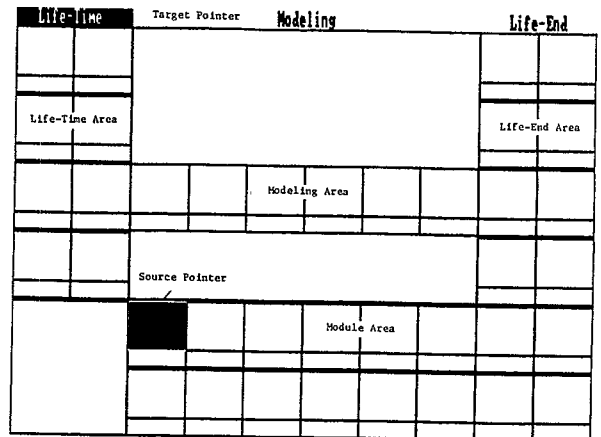 Life-Time Target Pointer Modeling Life-End
Life-Time Area Life-End Area
Modeling Area
Source Pointer
Module Area